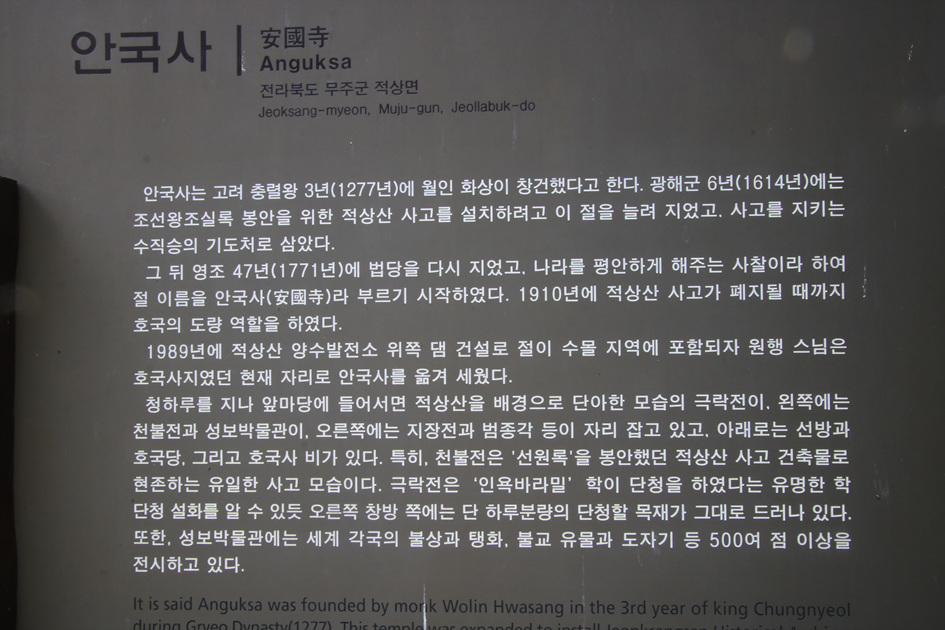 안국사
安國寺
Anguksa
전라북도 무주군 적상면
Jeoksang-myeon, Muju-gun, Jeollabuk-do
안국사는 고려 충렬왕 3년(1277년)에 월인 화상이 창건했다고 한다. 광해군 6년(1614년)에는
조선왕조실록 봉안을 위한 적상산 사고를 설치하려고 이 절을 늘려 지었고, 사고를 지키는
수직승의 기도처로 삼았다.
그 뒤 영조 47년(1771년)에 법당을 다시 지었고, 나라를 평안하게 해주는 사찰이라 하여
절 이름을 안국사(安國寺)라 부르기 시작하였다. 1910년에 적상산 사고가 폐지될 때까지
호국의 도량 역할을 하였다.
1989년에 적상산 양수발전소 위쪽 댐 건설로 절이 수몰 지역에 포함되자 원행 스님은
호국사지였던 현재 자리로 안국사를 옮겨 세웠다.
청하루를 지나 앞마당에 들어서면 적상산을 배경으로 단아한 모습의 극락전이, 왼쪽에는
천불전과 성보박물관이, 오른쪽에는 지장전과 범종각 등이 자리 잡고 있고, 아래로는 선방과
호국당, 그리고 호국사 비가 있다. 특히, 천불전은 '선원록'을 봉안했던 적상산 사고 건축물로
현존하는 유일한 사고 모습이다. 극락전은 '인욕바라밀' 학이 단청을 하였다는 유명한 학
단청 설화를 알 수 있듯 오른쪽 창방 쪽에는 단 하루분량의 단청할 목재가 그대로 드러나 있다.
또한, 성보박물관에는 세계 각국의 불상과 탱화, 불교 유물과 도자기 등 500여 점 이상을
전시하고 있다.
It is said Anguksa was founded by monk Wolin Hwasang in the 3rd year of king Chungnyeol
during Gryeo Dynasty(1277). This temple was expanded to install